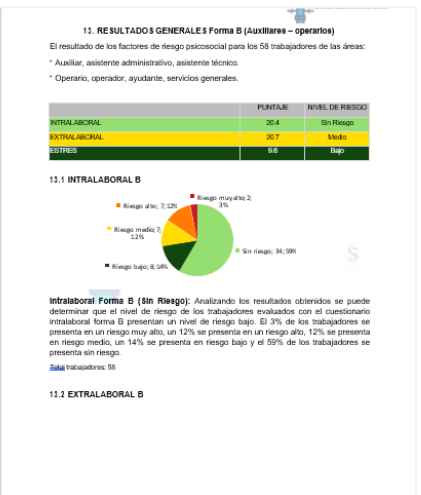 13. RESULTADOS GENERALES Forma B (Auxiliares – operarios)
El resultado de los factores de riesgo psicosocial para los 58 trabajadores de las áreas:
* Auxiliar, asistente administrativo, asistente técnico.
* Operario, operador, ayudante, servicios generales.
PUNTAJE NIVEL DE RIESGO
INTRALABORAL 20.4 Sin Riesgo
EXTRALABORAL 20.7 Medio
ESTRES 9.6 Bajo
13.1 INTRALABORAL B
Riesgo muy alto; 2;
3%
Riesgo alto; 7; 12%
Riesgo medio; 7;
12%
Sin riesgo; 34; 59%
Riesgo bajo; 8; 14%
S
Intralaboral Forma B (Sin Riesgo): Analizando los resultados obtenidos se puede
determinar que el nivel de riesgo de los trabajadores evaluados con el cuestionario
intralaboral forma B presentan un nivel de riesgo bajo. El 3% de los trabajadores se
presenta en un riesgo muy alto, un 12% se presenta en un riesgo alto, 12% se presenta
en riesgo medio, un 14% se presenta en riesgo bajo y el 59% de los trabajadores se
presenta sin riesgo.
Total trabajadores: 58
13.2 EXTRALABORAL B